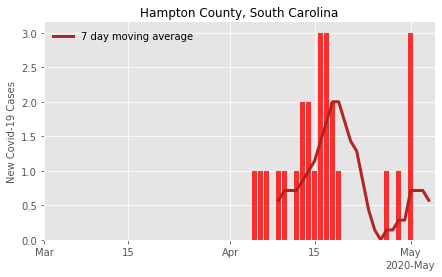 Hampton County, South Carolina
7 day moving average
New Covid-19 Cases
3.0
2.5
2.0
1.5
1.0
0.5
0.0
Mar
15
Apr
15
May
2020-May